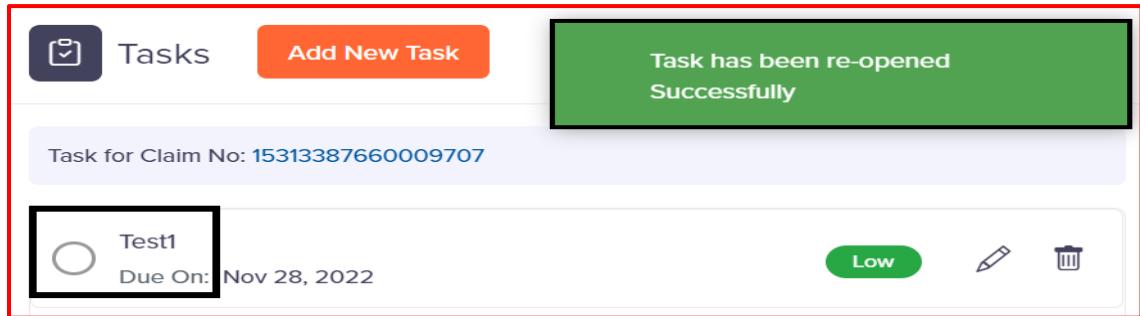 Tasks
Add New Task
Task has been re-opened
Successfully
Task for Claim No: 15313387660009707
Test1
Due On: Nov 28, 2022
Low